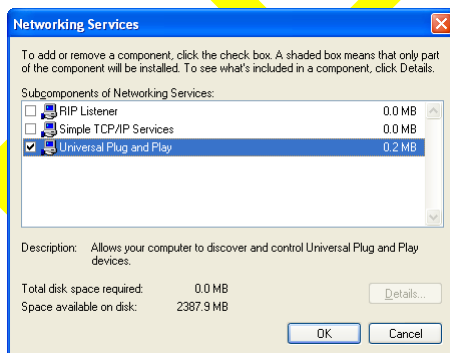 Networking Services
To add or remove a component, click the check box. A shaded box means that only part
of the component will be installed. To see what's included in a component, click Details.
Subcomponents of Networking Services:
RIP Listener 0.0 MB
Simple TCP/IP Services 0.0 MB
Universal Plug and Play 0.2 MB
Description: Allows your computer to discover and control Universal Plug and Play
devices.
Total disk space required: 0.0 MB
Space available on disk: 2387.9 MB
Details...
OK Cancel